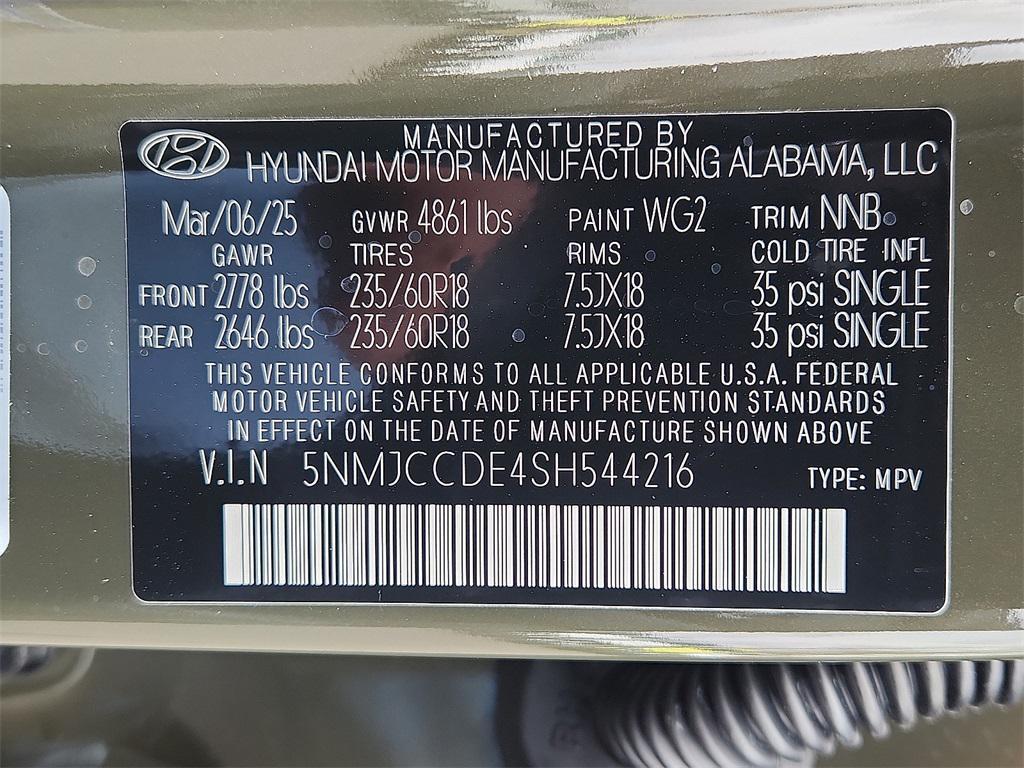 MANUFACTURED BY
HYUNDAI MOTOR MANUFACTURING ALABAMA, LLC
Mar/06/25 GVWR 4861 lbs PAINT WG2 TRIM NNB
GAWR TIRES RIMS COLD TIRE INFL
FRONT 2778 lbs 235/60R18 7.5JX18 35 psi SINGLE
REAR 2646 lbs 235/60R18 7.5JX18 35 psi SINGLE
THIS VEHICLE CONFORMS TO ALL APPLICABLE U.S.A. FEDERAL
MOTOR VEHICLE SAFETY AND THEFT PREVENTION STANDARDS
IN EFFECT ON THE DATE OF MANUFACTURE SHOWN ABOVE
V.I.N 5NMJCCDE4SH544216 TYPE: MPV